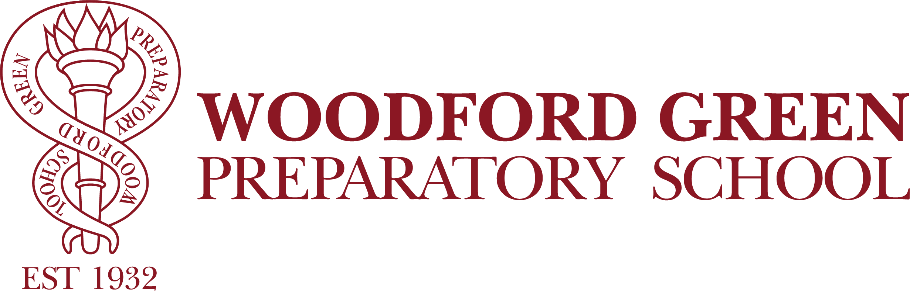 WOODFORD GREEN PREPARATORY SCHOOL
EST 1932
WOODFORD GREEN
PREPARATORY SCHOOL